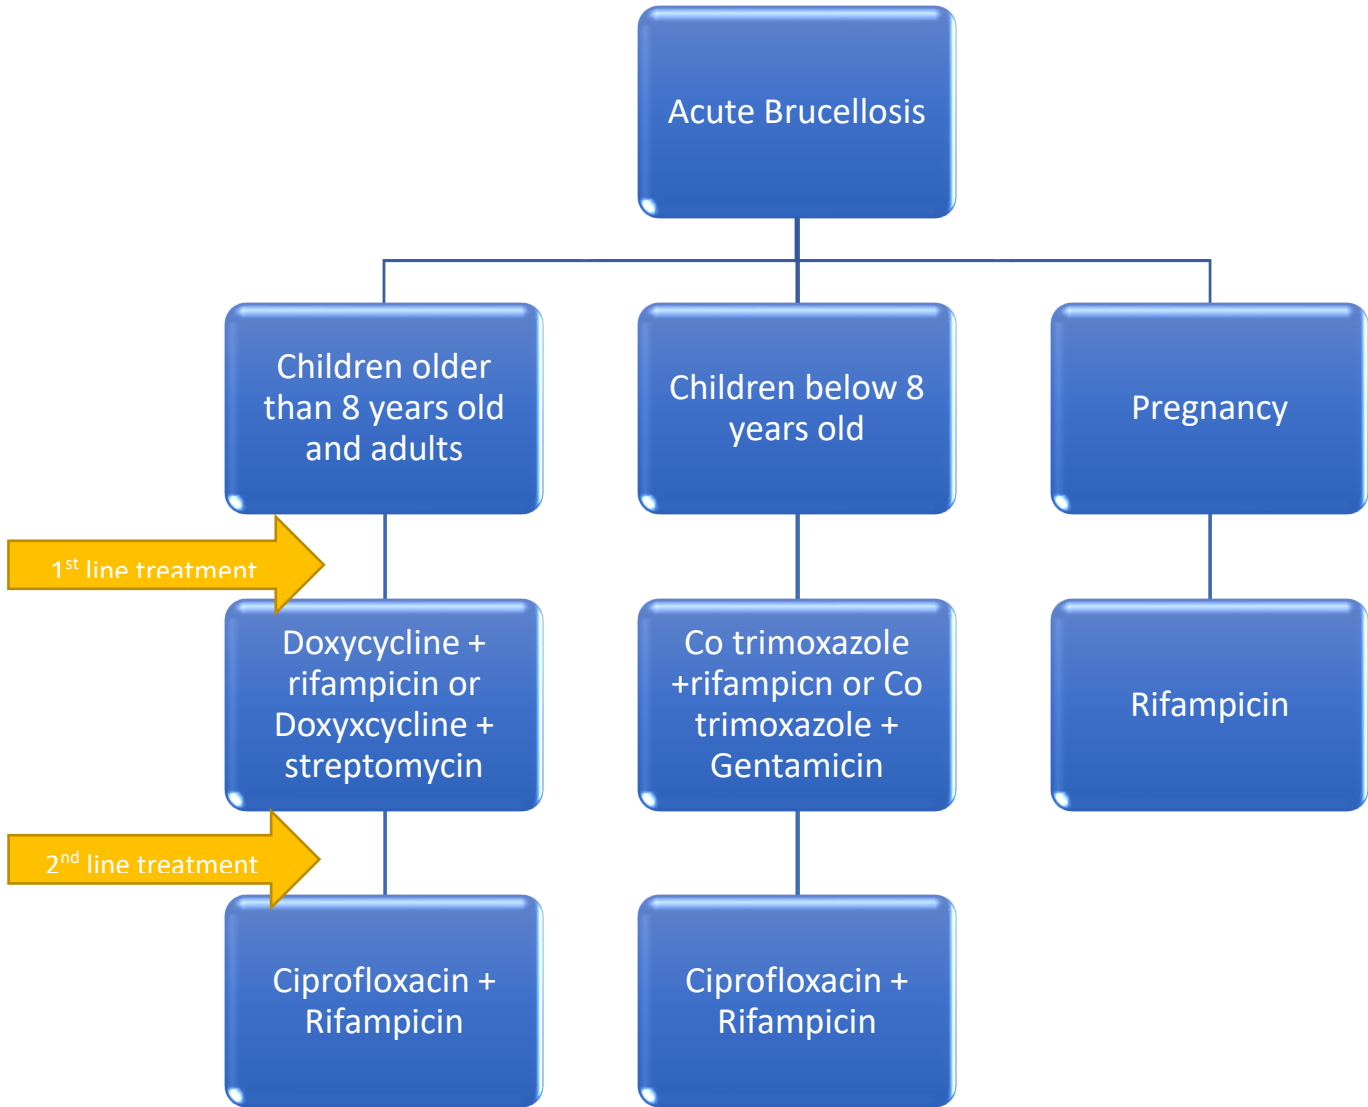 Acute Brucellosis
Children older
than 8 years old
and adults
Children below 8
years old
Pregnancy
1st line treatment
Doxycycline +
rifampicin or
Doxyxcycline +
streptomycin
Co trimoxazole
+rifampicn or Co
trimoxazole +
Gentamicin
Rifampicin
2nd line treatment
Ciprofloxacin +
Rifampicin
Ciprofloxacin +
Rifampicin